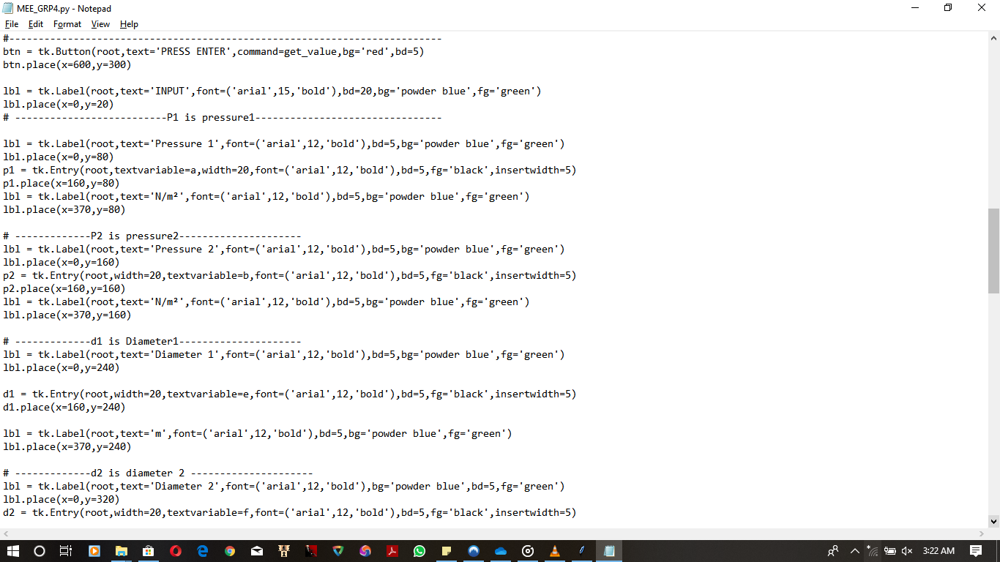 MEE_GRP4.py - Notepad
File Edit Format View Help
#--------------------------------------------------------------------------
btn = tk.Button(root,text='PRESS ENTER',command=get_value,bg='red',bd=5)
btn.place(x=600,y=300)
lbl = tk.Label(root,text='INPUT',font=('arial',15,'bold'),bd=20,bg='powder blue',fg='green')
lbl.place(x=0,y=20)
# --------------------------P1 is pressure1--------------------------------
lbl = tk.Label(root,text='Pressure 1',font=('arial',12,'bold'),bd=5,bg='powder blue',fg='green')
lbl.place(x=0,y=80)
p1 = tk.Entry(root,textvariable=a,width=20,font=('arial',12,'bold'),bd=5,fg='black',insertwidth=5)
p1.place(x=160,y=80)
lbl = tk.Label(root,text='N/m²',font=('arial',12,'bold'),bd=5,bg='powder blue',fg='green')
lbl.place(x=370,y=80)
# -------------P2 is pressure2---------------------
lbl = tk.Label(root,text='Pressure 2',font=('arial',12,'bold'),bd=5,bg='powder blue',fg='green')
lbl.place(x=0,y=160)
p2 = tk.Entry(root,width=20,textvariable=b,font=('arial',12,'bold'),bd=5,fg='black',insertwidth=5)
p2.place(x=160,y=160)
lbl = tk.Label(root,text='N/m²',font=('arial',12,'bold'),bd=5,bg='powder blue',fg='green')
lbl.place(x=370,y=160)
# -------------d1 is Diameter1---------------------
lbl = tk.Label(root,text='Diameter 1',font=('arial',12,'bold'),bd=5,bg='powder blue',fg='green')
lbl.place(x=0,y=240)
d1 = tk.Entry(root,width=20,textvariable=e,font=('arial',12,'bold'),bd=5,fg='black',insertwidth=5)
d1.place(x=160,y=240)
lbl = tk.Label(root,text='m',font=('arial',12,'bold'),bd=5,bg='powder blue',fg='green')
lbl.place(x=370,y=240)
# -------------d2 is diameter 2 ---------------------
lbl = tk.Label(root,text='Diameter 2',font=('arial',12,'bold'),bg='powder blue',bd=5,fg='green')
lbl.place(x=0,y=320)
d2 = tk.Entry(root,width=20,textvariable=f,font=('arial',12,'bold'),bd=5,fg='black',insertwidth=5)
3:22 AM